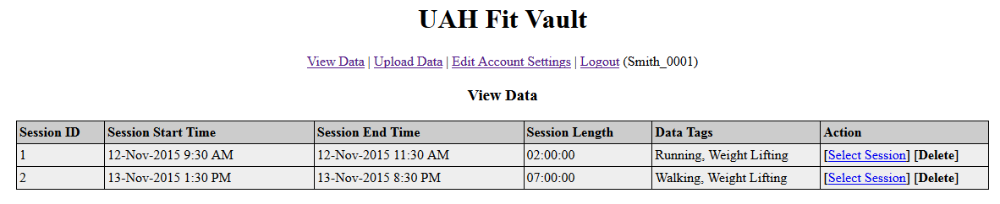 UAH Fit Vault
View Data | Upload Data | Edit Account Settings | Logout (Smith_0001)
View Data
Session ID Session Start Time Session End Time Session Length Data Tags Action
1 12-Nov-2015 9:30 AM 12-Nov-2015 11:30 AM 02:00:00 Running, Weight Lifting [Select Session] [Delete]
2 13-Nov-2015 1:30 PM 13-Nov-2015 8:30 PM 07:00:00 Walking, Weight Lifting [Select Session] [Delete]